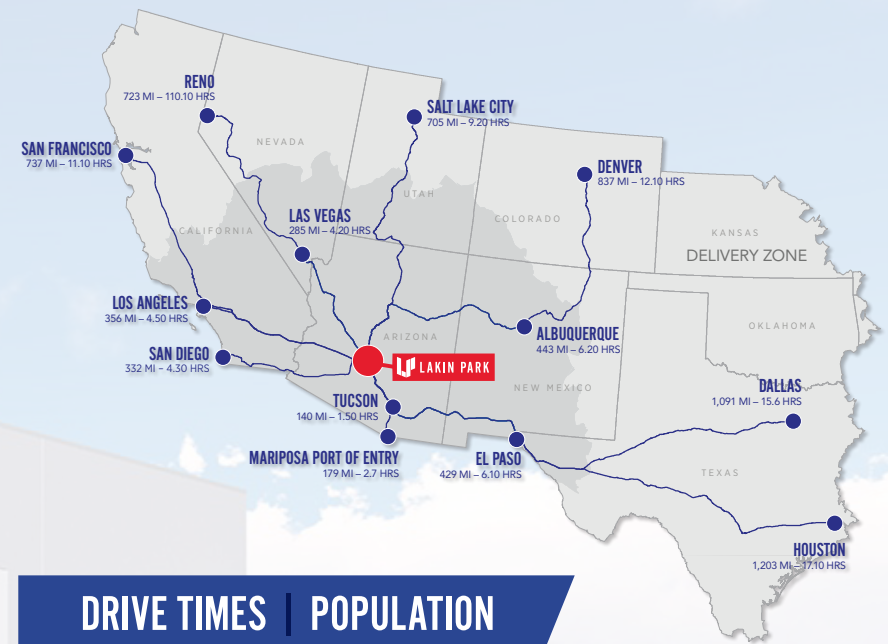 RENO
723 MI – 110.10 HRS
SALT LAKE CITY
705 MI – 9.20 HRS
NEVADA
SAN FRANCISCO
737 MI – 11.10 HRS
DENVER
837 MI – 12.10 HRS
UTAH
COLORADO
LAS VEGAS
285 MI – 4.20 HRS
CALIFORNIA
KANSAS
DELIVERY ZONE
LOS ANGELES
356 MI – 4.50 HRS
ARIZONA
ALBUQUERQUE
443 MI – 6.20 HRS
OKLAHOMA
SAN DIEGO
332 MI – 4.30 HRS
LAKIN PARK
NEW MEXICO
DALLAS
1,091 MI – 15.6 HRS
TUCSON
140 MI – 1.50 HRS
MARIPOSA PORT OF ENTRY
179 MI – 2.7 HRS
EL PASO
429 MI – 6.10 HRS
TEXAS
HOUSTON
1,203 MI – 17.10 HRS
DRIVE TIMES | POPULATION